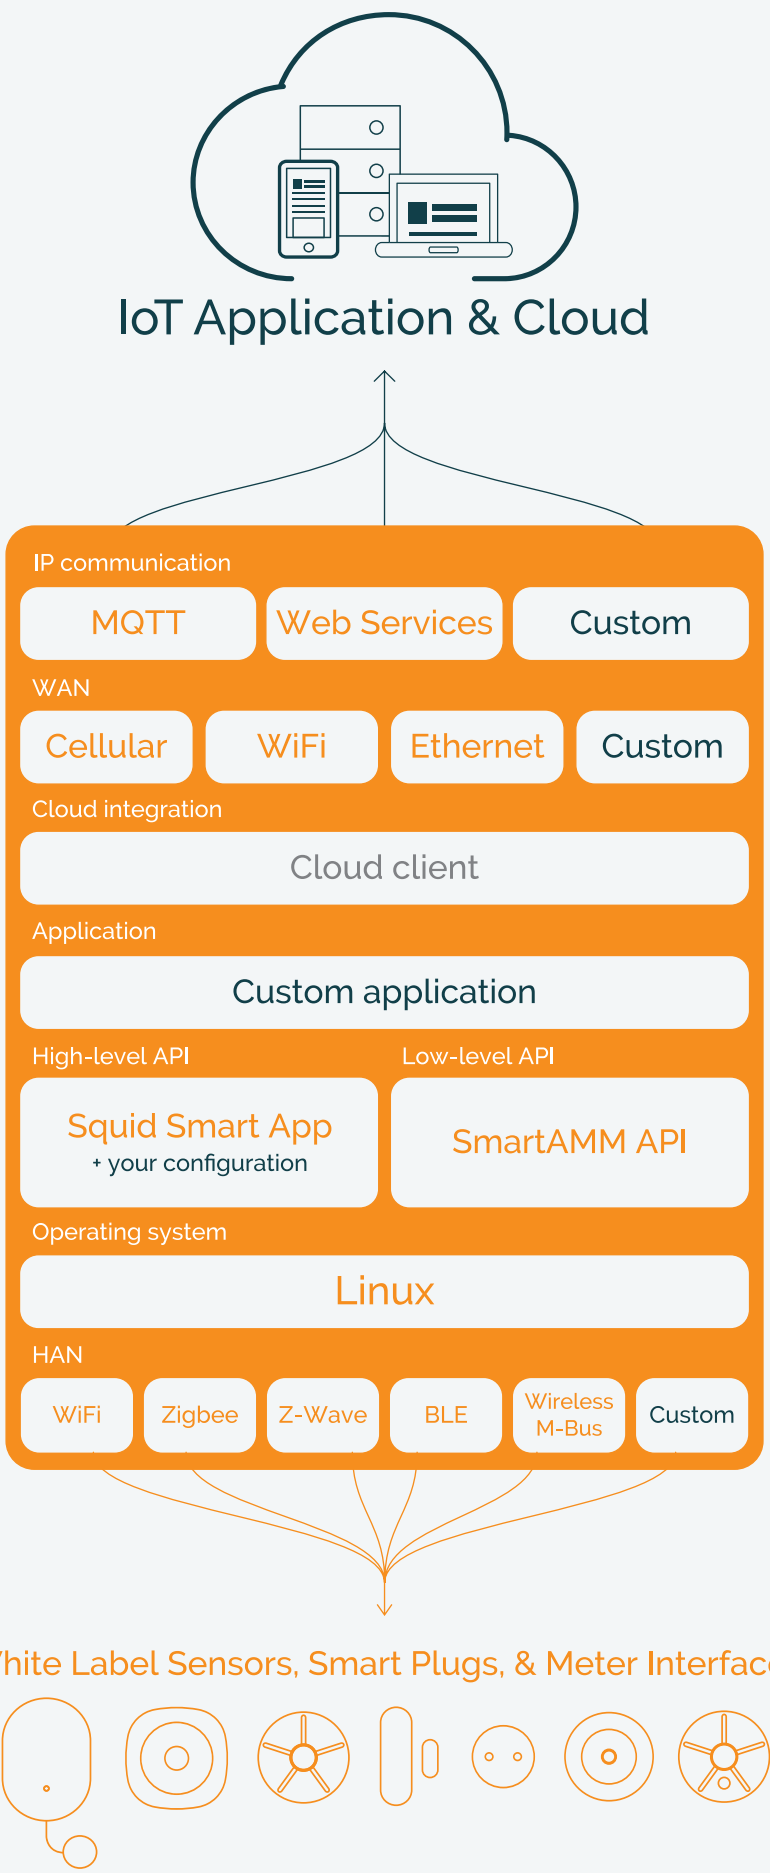 IoT Application & Cloud
IP communication
MQTT
Web Services
Custom
WAN
Cellular
WiFi
Ethernet
Custom
Cloud integration
Cloud client
Application
Custom application
High-level API
Low-level API
Squid Smart App
+ your configuration
SmartAMM API
Operating system
Linux
HAN
WiFi
Zigbee
Z-Wave
BLE
Wireless
M-Bus
Custom
hite Label Sensors, Smart Plugs, & Meter Interfac